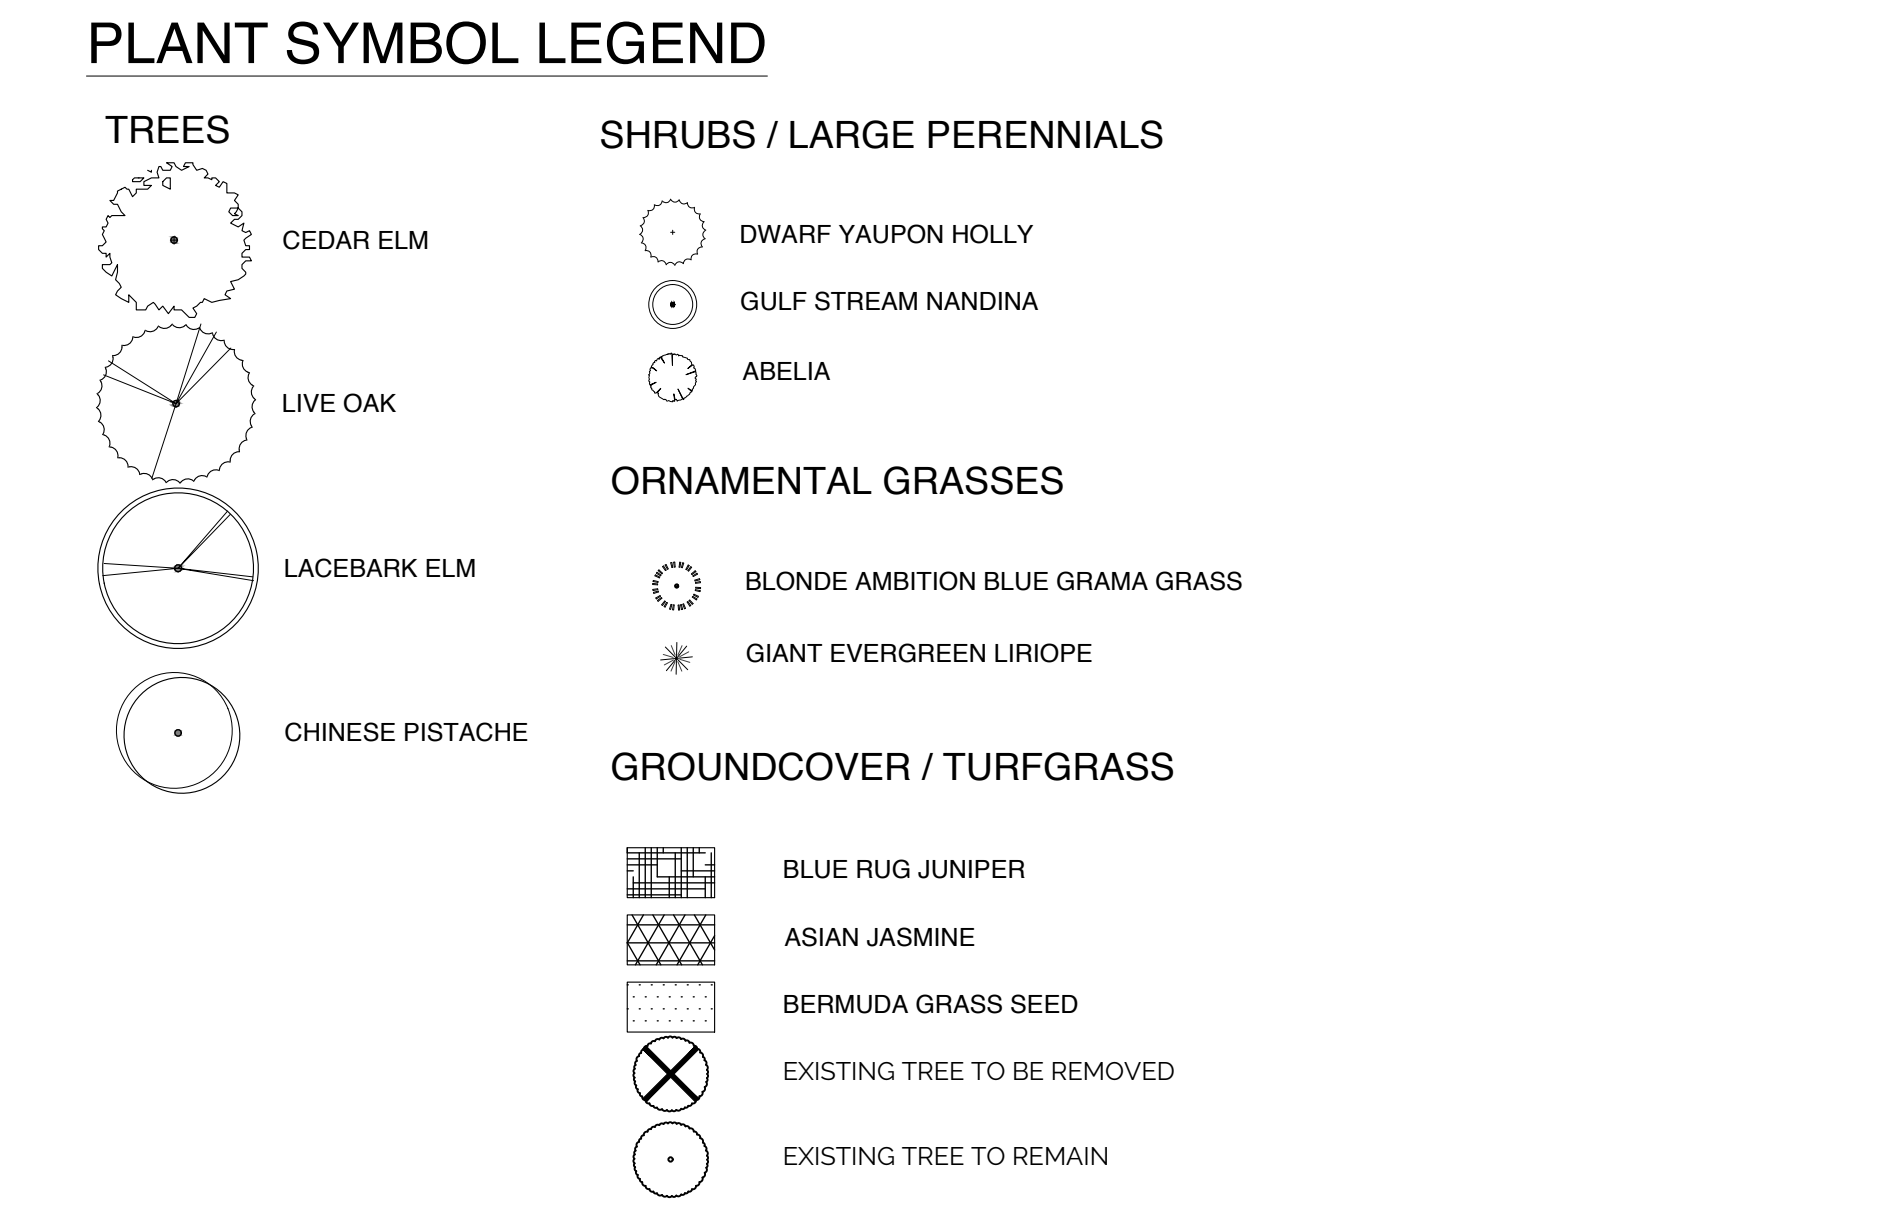 PLANT SYMBOL LEGEND
TREES
CEDAR ELM
LIVE OAK
LACEBARK ELM
CHINESE PISTACHE
SHRUBS / LARGE PERENNIALS
DWARF YAUPON HOLLY
GULF STREAM NANDINA
ABELIA
ORNAMENTAL GRASSES
BLONDE AMBITION BLUE GRAMA GRASS
GIANT EVERGREEN LIRIOPE
GROUNDCOVER / TURFGRASS
BLUE RUG JUNIPER
ASIAN JASMINE
BERMUDA GRASS SEED
EXISTING TREE TO BE REMOVED
EXISTING TREE TO REMAIN